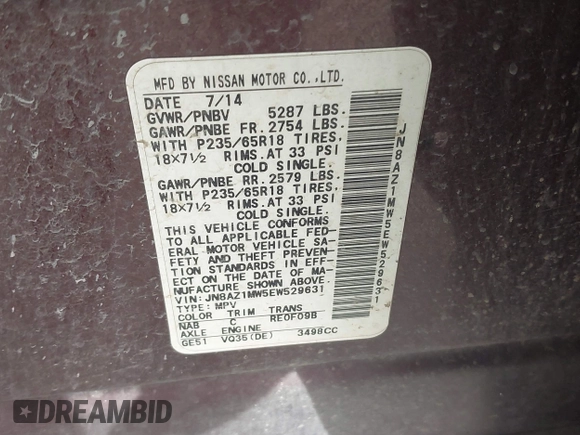 MFD BY NISSAN MOTOR CO.,LTD.
DATE 7/14
GVWR/PNBV 5287 LBS.
GAWR/PNBE FR. 2754 LBS.
WITH P235/65R18 TIRES,
18X7½ RIMS. AT 33 PSI
COLD SINGLE.
GAWR/PNBE RR. 2579 LBS.
WITH P235/65R18 TIRES,
18X7½ RIMS. AT 33 PSI
COLD SINGLE.
THIS VEHICLE CONFORMS
TO ALL APPLICABLE FED-
ERAL MOTOR VEHICLE SA-
FETY AND THEFT PREVEN-
TION STANDARDS IN EFF-
ECT ON THE DATE OF MA-
NUFACTURE SHOWN ABOVE.
VIN: JN8AZ1MW5EW529631
TYPE: MPV
COLOR TRIM TRANS
NAB C RE0F09B
AXLE ENGINE
GE51 VQ35(DE) 3498CC
JN8AZ1MW5EW529631
DREAMBID